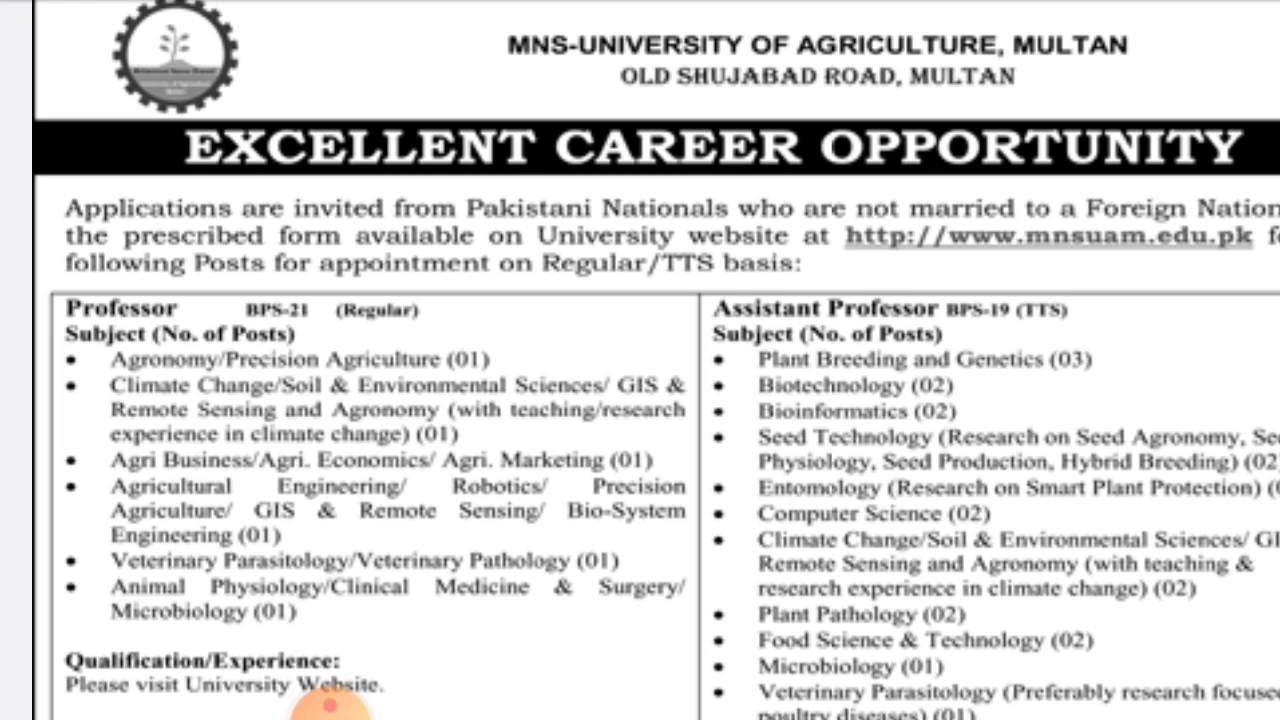 MNS-UNIVERSITY OF AGRICULTURE, MULTAN
OLD SHUJABAD ROAD, MULTAN
EXCELLENT CAREER OPPORTUNITY
Applications are invited from Pakistani Nationals who are not married to a Foreign
the prescribed form available on University website at http://www.mnsuam.edu.pk
following Posts for appointment on Regular/TTS basis:
Professor BPS-21 (Regular)
Subject (No. of Posts)
• Agronomy/Precision Agriculture (01)
• Climate Change/Soil & Environmental Sciences/ GIS &
Remote Sensing and Agronomy (with teaching/research
experience in climate change) (01)
• Agri Business/Agri. Economics/ Agri. Marketing (01)
• Agricultural Engineering/ Robotics/ Precision
Agriculture/ GIS & Remote Sensing/ Bio-System
Engineering (01)
• Veterinary Parasitology/Veterinary Pathology (01)
• Animal Physiology/Clinical Medicine & Surgery/
Microbiology (01)
Qualification/Experience:
Please visit University Website.
Assistant Professor BPS-19 (TTS)
Subject (No. of Posts)
• Plant Breeding and Genetics (03)
• Biotechnology (02)
• Bioinformatics (02)
• Seed Technology (Research on Seed Agronomy,
Physiology, Seed Production, Hybrid Breeding) (02)
• Entomology (Research on Smart Plant Protection)
• Computer Science (02)
• Climate Change/Soil & Environmental Sciences/
Remote Sensing and Agronomy (with teaching &
research experience in climate change) (02)
• Plant Pathology (02)
• Food Science & Technology (02)
• Microbiology (01)
• Veterinary Parasitology (Preferably research
poultry diseases) (01)